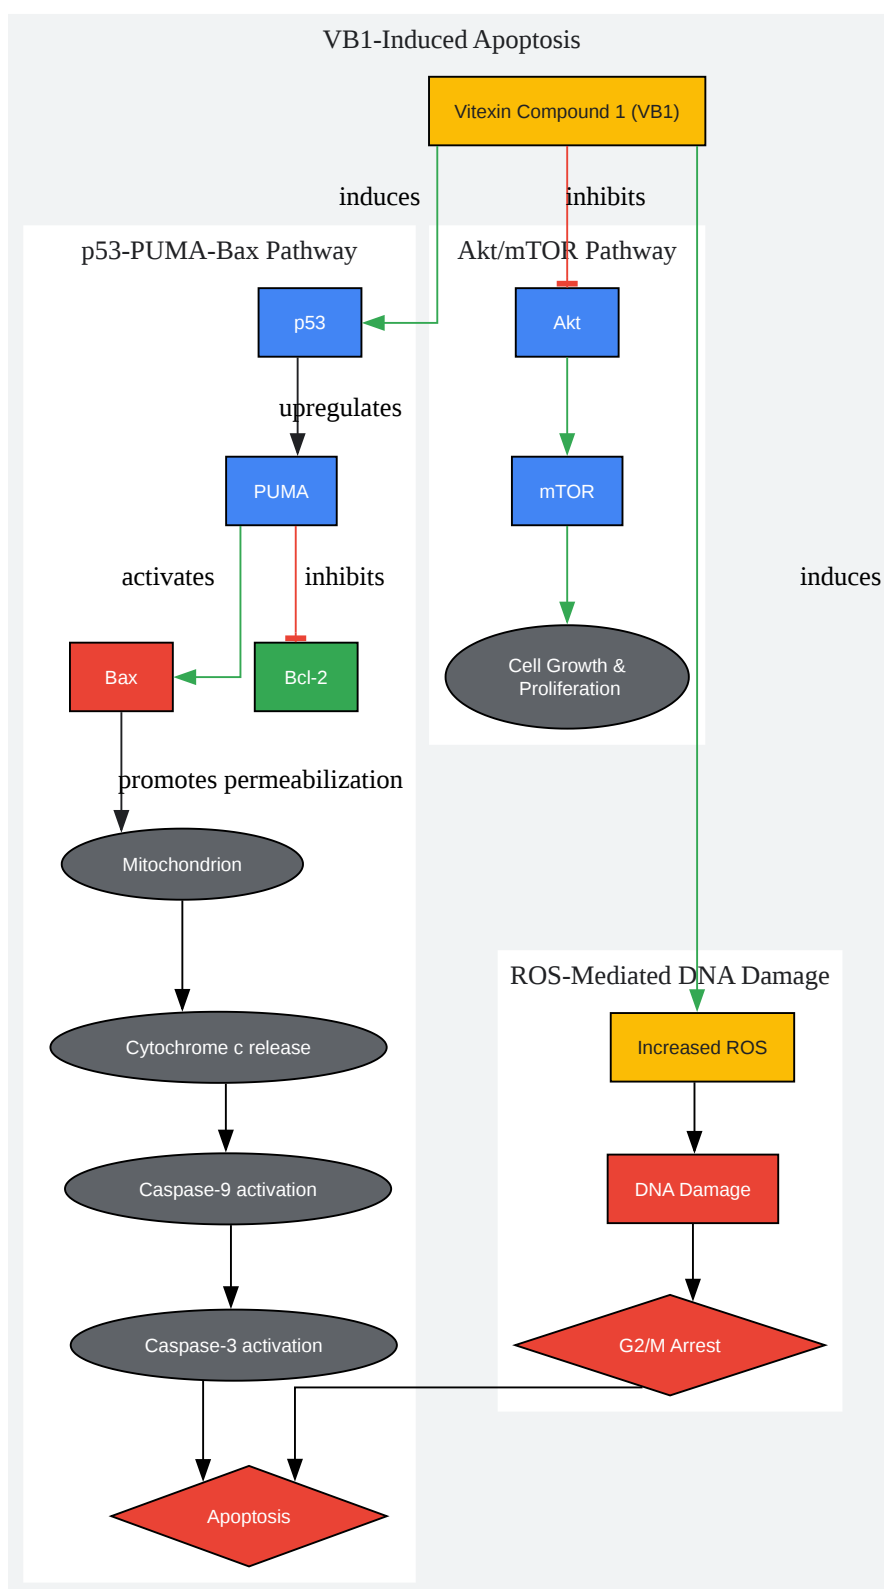 VB1-Induced Apoptosis
Vitexin Compound 1 (VB1)
induces
inhibits
p53-PUMA-Bax Pathway
Akt/mTOR Pathway
p53
Akt
upregulates
PUMA
mTOR
activates
inhibits
induces
Bax
Bcl-2
Cell Growth &
Proliferation
promotes permeabilization
Mitochondrion
ROS-Mediated DNA Damage
Cytochrome c release
Increased ROS
Caspase-9 activation
DNA Damage
Caspase-3 activation
G2/M Arrest
Apoptosis